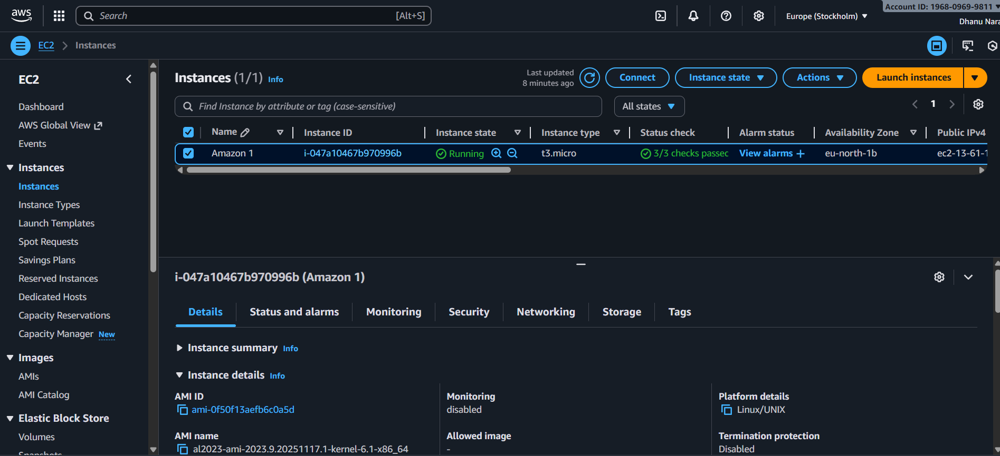 aws
Search [Alt+S]
Europe (Stockholm)
Account ID: 1968-0969-9811
Dhanu Nara
EC2 Instances
EC2
Dashboard
AWS Global View
Events
Instances
Instances
Instance Types
Launch Templates
Spot Requests
Savings Plans
Reserved Instances
Dedicated Hosts
Capacity Reservations
Capacity Manager New
Images
AMIs
AMI Catalog
Elastic Block Store
Volumes
Snapshots
Instances (1/1) Info
Last updated
8 minutes ago
Connect
Instance state
Actions
Launch instances
Find Instance by attribute or tag (case-sensitive)
All states
1
Name Instance ID Instance state Instance type Status check Alarm status Availability Zone Public IPv4
Amazon 1 i-047a10467b970996b Running t3.micro 3/3 checks passed View alarms + eu-north-1b ec2-13-61-1
i-047a10467b970996b (Amazon 1)
Details Status and alarms Monitoring Security Networking Storage Tags
Instance summary Info
Instance details Info
AMI ID
ami-0f50f13aefb6c0a5d
Monitoring
disabled
Platform details
Linux/UNIX
AMI name
al2023-ami-2023.9.20251117.1-kernel-6.1-x86_64
Allowed image
-
Termination protection
Disabled